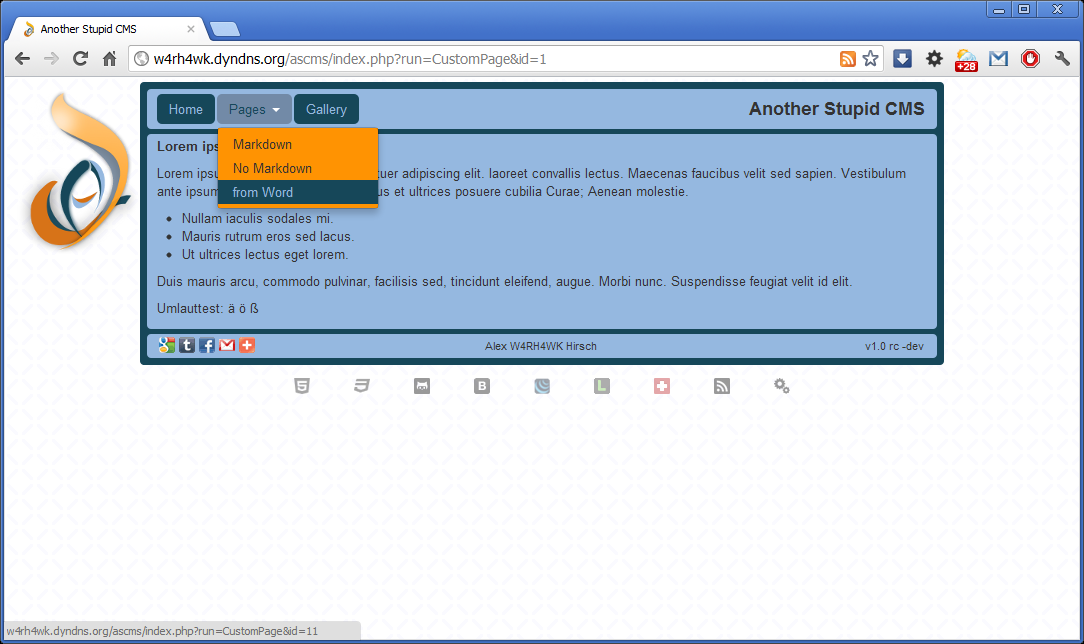 Another Stupid CMS
w4rh4wk.dyndns.org/ascms/index.php?run=CustomPage&id=1
+28
Home Pages Gallery Another Stupid CMS
Markdown
No Markdown
from Word
Lorem ips
Lorem ipsu tuer adipiscing elit. laoreet convallis lectus. Maecenas faucibus velit sed sapien. Vestibulum
ante ipsum us et ultrices posuere cubilia Curae; Aenean molestie.
Nullam iaculis sodales mi.
Mauris rutrum eros sed lacus.
Ut ultrices lectus eget lorem.
Duis mauris arcu, commodo pulvinar, facilisis sed, tincidunt eleifend, augue. Morbi nunc. Suspendisse feugiat velit id elit.
Umlauttest: ä ö ß
Alex W4RH4WK Hirsch v1.0 rc -dev
w4rh4wk.dyndns.org/ascms/index.php?run=CustomPage&id=11